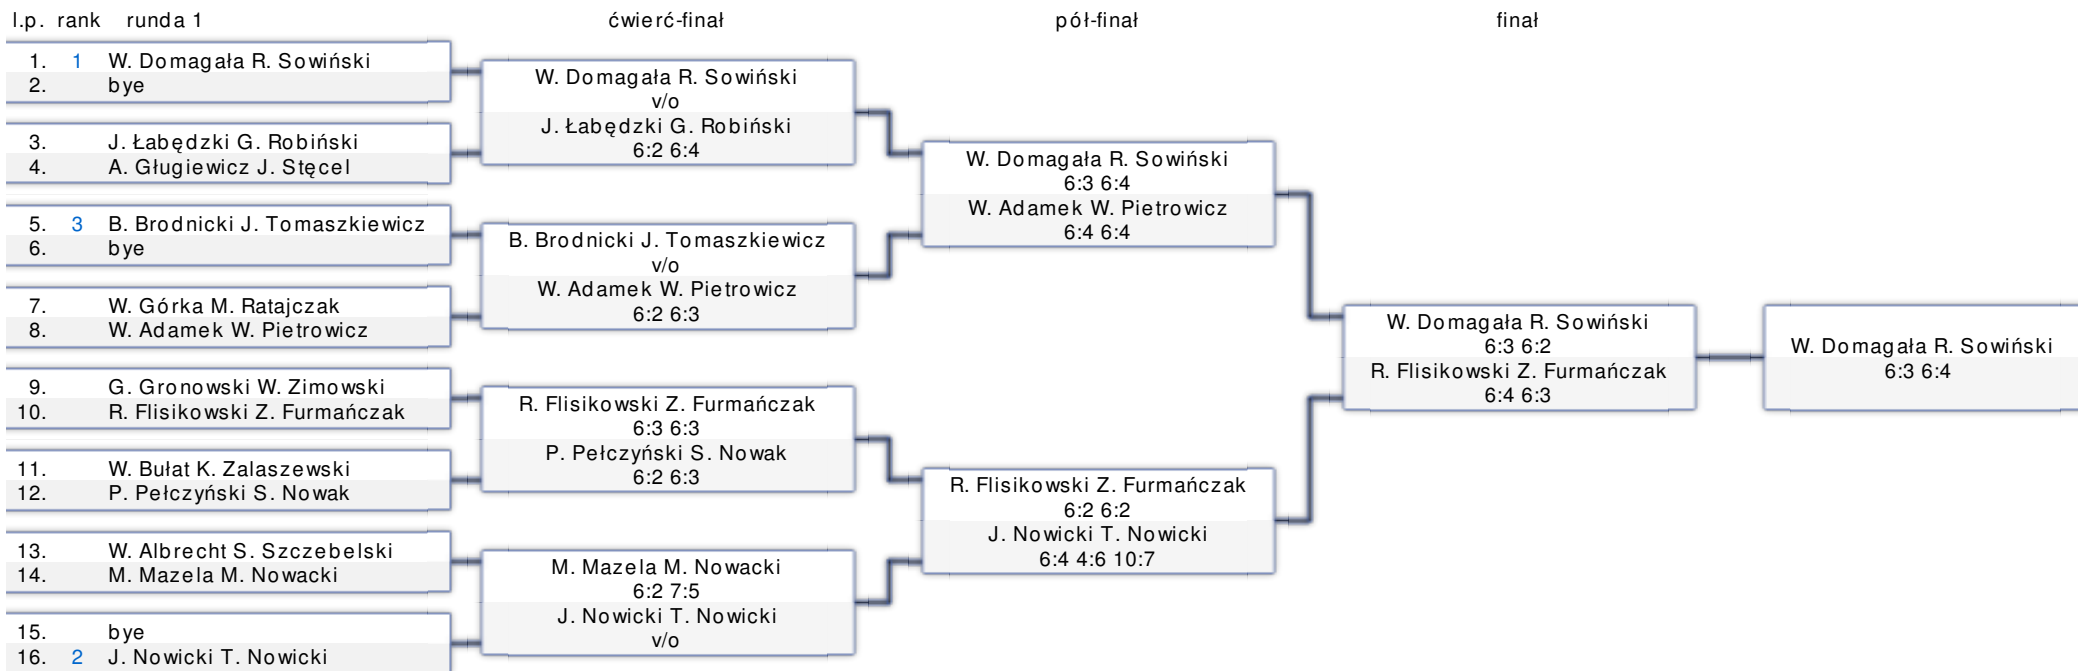 l.p. rank runda 1 ćwierć-finał pół-finał finał
1. 1 W. Domagała R. Sowiński
2. bye
3. J. Łabędzki G. Robiński
4. A. Gługiewicz J. Stęcel
5. 3 B. Brodnicki J. Tomaszkiewicz
6. bye
7. W. Górka M. Ratajczak
8. W. Adamek W. Pietrowicz
9. G. Gronowski W. Zimowski
10. R. Flisikowski Z. Furmańczak
11. W. Bułat K. Zalaszewski
12. P. Pełczyński S. Nowak
13. W. Albrecht S. Szczebelski
14. M. Mazela M. Nowacki
15. bye
16. 2 J. Nowicki T. Nowicki
W. Domagała R. Sowiński
v/o
J. Łabędzki G. Robiński
6:2 6:4
B. Brodnicki J. Tomaszkiewicz
v/o
W. Adamek W. Pietrowicz
6:2 6:3
R. Flisikowski Z. Furmańczak
6:3 6:3
P. Pełczyński S. Nowak
6:2 6:3
M. Mazela M. Nowacki
6:2 7:5
J. Nowicki T. Nowicki
v/o
W. Domagała R. Sowiński
6:3 6:4
W. Adamek W. Pietrowicz
6:4 6:4
R. Flisikowski Z. Furmańczak
6:2 6:2
J. Nowicki T. Nowicki
6:4 4:6 10:7
W. Domagała R. Sowiński
6:3 6:2
R. Flisikowski Z. Furmańczak
6:4 6:3
W. Domagała R. Sowiński
6:3 6:4